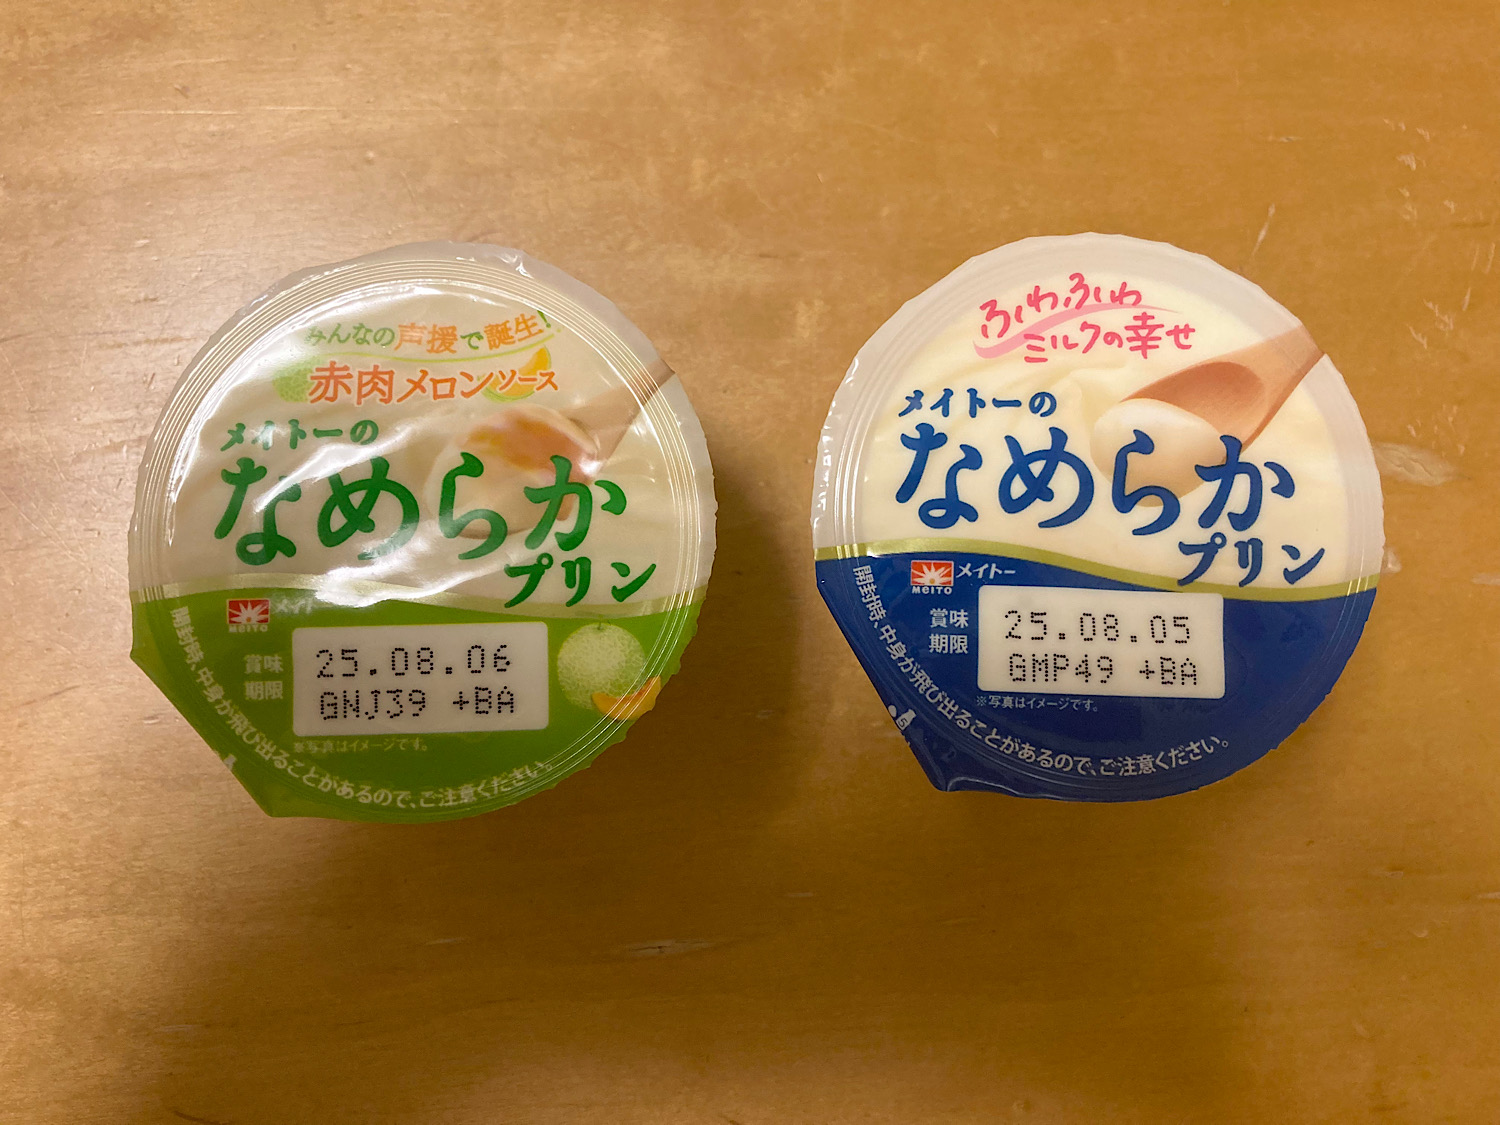 みんなの声援で誕生!
赤肉メロンソース
メイトーの
なめらか
プリン
MEITO
メイト
賞味
期限
25.08.06
GNJ39 +BA
※写真はイメージです。
開封時、中身が飛び出ることがあるので、ご注意ください。
ふわふわ
ミルクの幸せ
メイトーの
なめらか
プリン
MEITO
メイトー
賞味
期限
25.08.05
GMP49 +BA
※写真はイメージです。
開封時、中身が飛び出ることがあるので、ご注意ください。
5